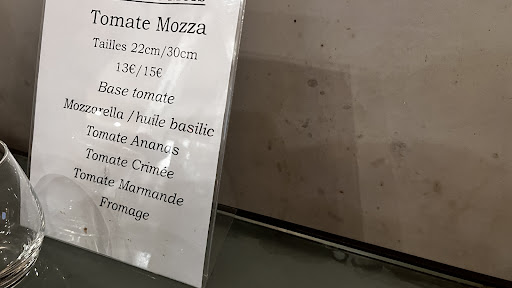 Tomate Mozza
Tailles 22cm/30cm
13€/15€
Base tomate
Mozzarella / huile basilic
Tomate Ananas
Tomate Crimée
Tomate Marmande
Fromage